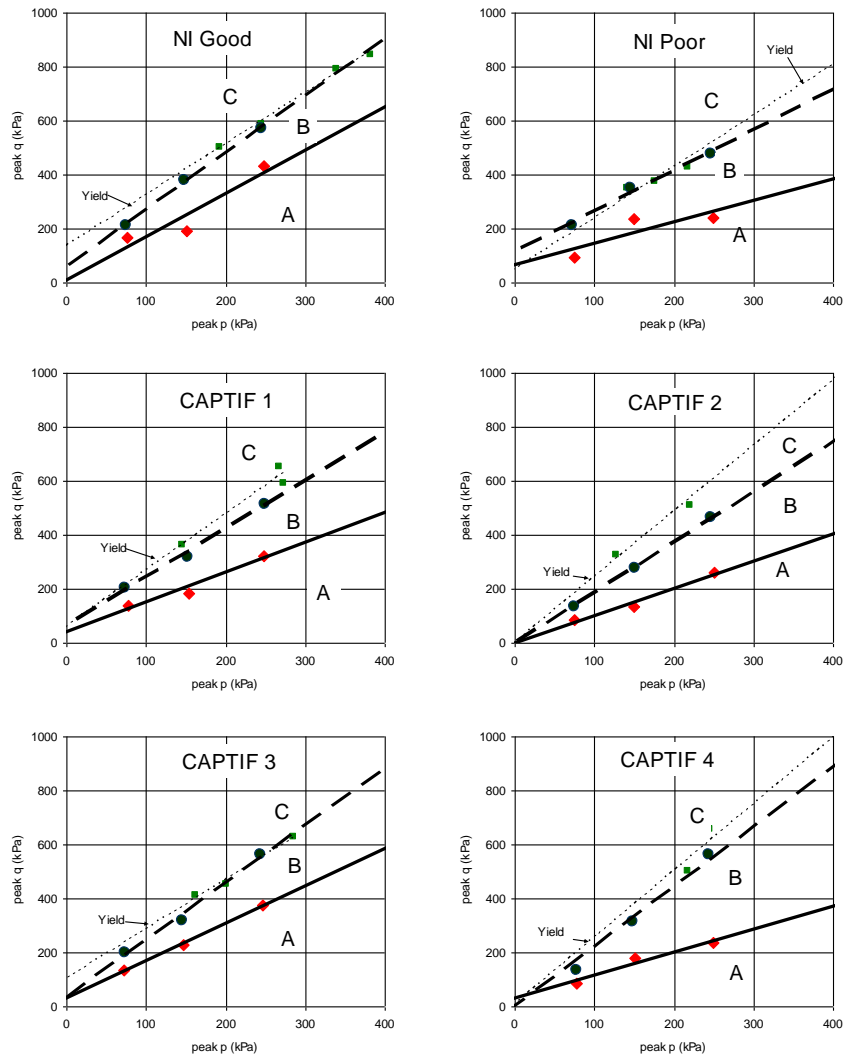 NI Good
1000
800
600
400
200
0
peak q (kPa)
C
B
A
Yield
0 100 200 300 400
peak p (kPa)
NI Poor
1000
800
600
400
200
0
peak q (kPa)
Yield
C
B
A
0 100 200 300 400
peak p (kPa)
CAPTIF 1
1000
800
600
400
200
0
peak q (kPa)
C
Yield
B
A
0 100 200 300 400
peak p (kPa)
CAPTIF 2
1000
800
600
400
200
0
peak q (kPa)
C
B
Yield
A
0 100 200 300 400
peak p (kPa)
CAPTIF 3
1000
800
600
400
200
0
peak q (kPa)
C
B
Yield
A
0 100 200 300 400
peak p (kPa)
CAPTIF 4
1000
800
600
400
200
0
peak q (kPa)
C
B
Yield
A
0 100 200 300 400
peak p (kPa)